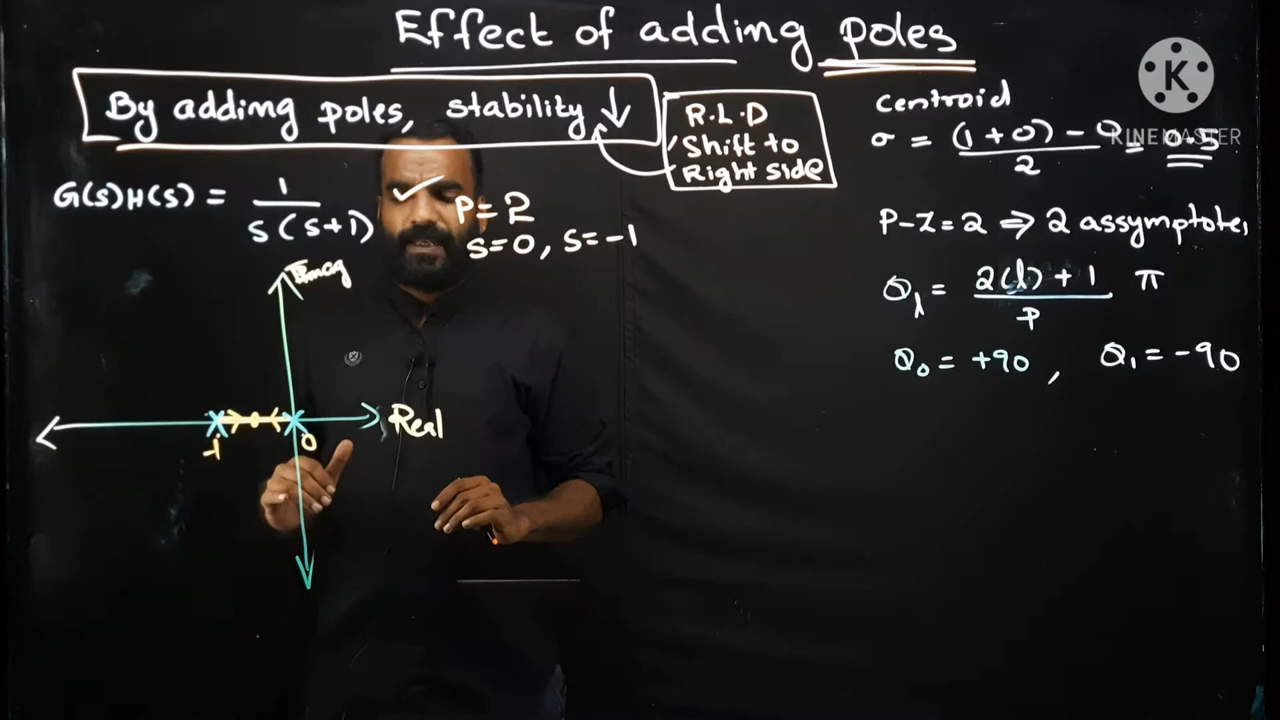 Effect of adding poles
By adding poles, stability ↓
R.L.D
Shift to
Right side
G(s)H(s) = 1 / s(s+1)
P=2
s=0, s=-1
Imag
Real
-1
0
centroid
σ = (1+0)-0 / 2 = 0.5
P-Z=2 ⇒ 2 assymptotes
θλ = 2(λ)+1 / P π
θ₀ = +90, θ₁ = -90
K
KINEMASTER